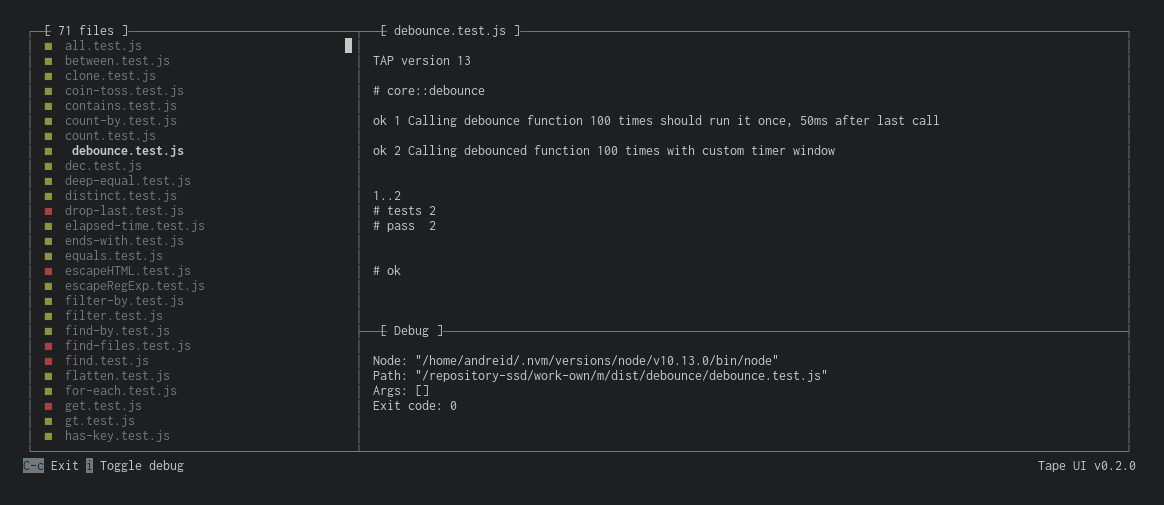 [ 71 files ]
all.test.js
between.test.js
clone.test.js
coin-toss.test.js
contains.test.js
count-by.test.js
count.test.js
debounce.test.js
dec.test.js
deep-equal.test.js
distinct.test.js
drop-last.test.js
elapsed-time.test.js
ends-with.test.js
equals.test.js
escapeHTML.test.js
escapeRegExp.test.js
filter-by.test.js
filter.test.js
find-by.test.js
find-files.test.js
find.test.js
flatten.test.js
for-each.test.js
get.test.js
gt.test.js
has-key.test.js
[ debounce.test.js ]
TAP version 13
# core::debounce
ok 1 Calling debounce function 100 times should run it once, 50ms after last call
ok 2 Calling debounced function 100 times with custom timer window
1..2
# tests 2
# pass  2
# ok
[ Debug ]
Node: "/home/andreid/.nvm/versions/node/v10.13.0/bin/node"
Path: "/repository-ssd/work-own/m/dist/debounce/debounce.test.js"
Args: []
Exit code: 0
C-c Exit i Toggle debug
Tape UI v0.2.0